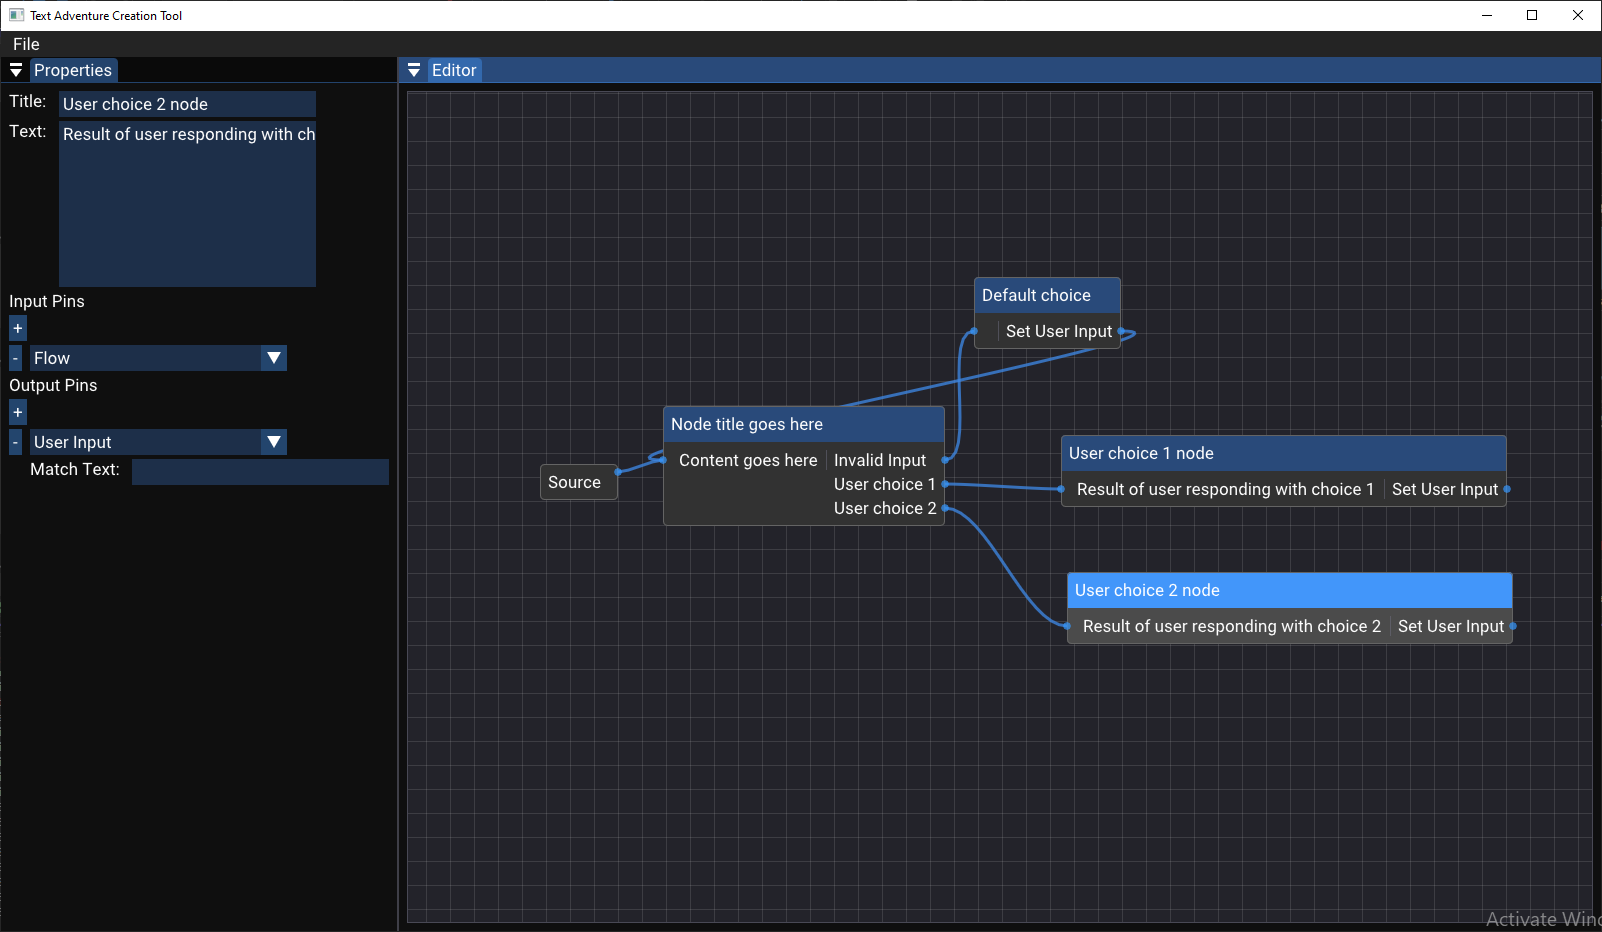 Text Adventure Creation Tool
File
Properties
Title: User choice 2 node
Text: Result of user responding with ch
Input Pins
+
- Flow
Output Pins
+
- User Input
Match Text:
Editor
Default choice
Set User Input
Node title goes here
Content goes here Invalid Input
User choice 1
User choice 2
Source
User choice 1 node
Result of user responding with choice 1 Set User Input
User choice 2 node
Result of user responding with choice 2 Set User Input
Activate Wind